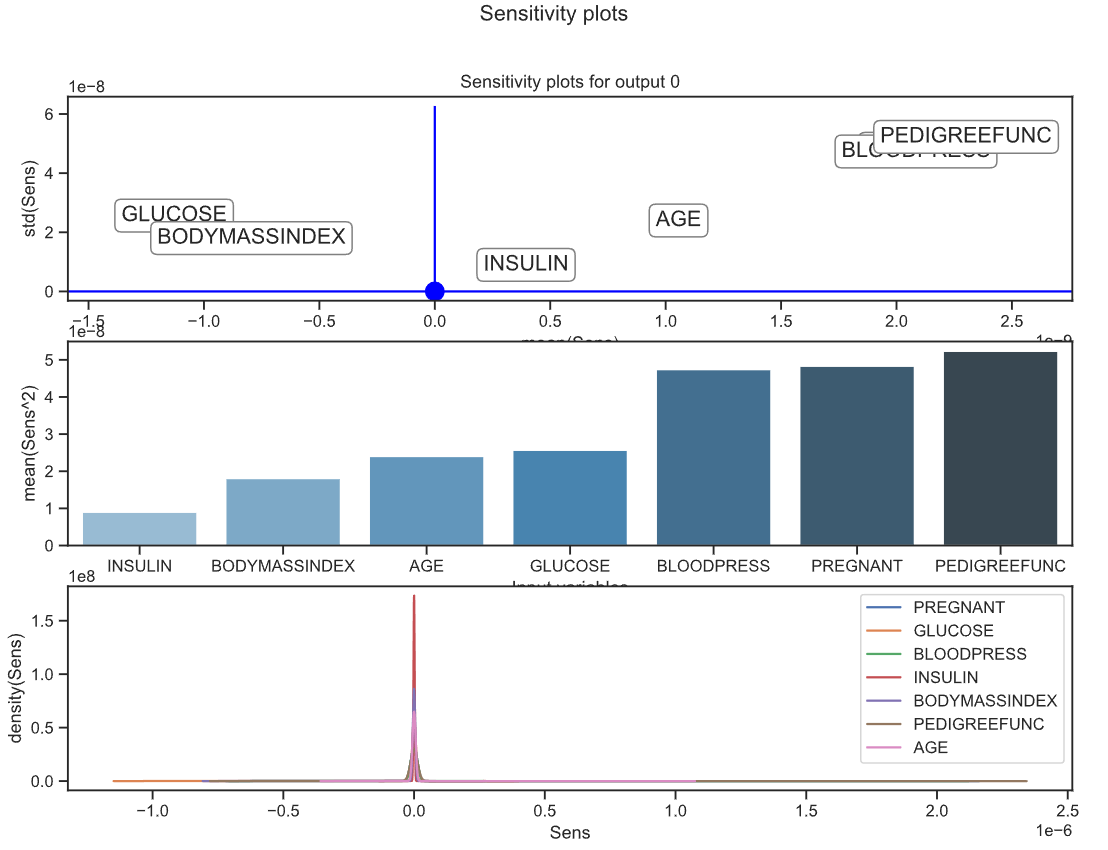 Sensitivity plots
Sensitivity plots for output 0
1e−8
6
4
2
0
std(Sens)
PEDIGREEFUNC
BLOODPRESS
GLUCOSE
BODYMASSINDEX
AGE
INSULIN
−1.5 −1.0 −0.5 0.0 0.5 1.0 1.5 2.0 2.5
mean(Sens)
1e−9
1e−8
5
4
3
2
1
0
mean(Sens^2)
INSULIN BODYMASSINDEX AGE GLUCOSE BLOODPRESS PREGNANT PEDIGREEFUNC
Input variables
1e8
1.5
1.0
0.5
0.0
density(Sens)
PREGNANT
GLUCOSE
BLOODPRESS
INSULIN
BODYMASSINDEX
PEDIGREEFUNC
AGE
−1.0 −0.5 0.0 0.5 1.0 1.5 2.0 2.5
Sens
1e−6